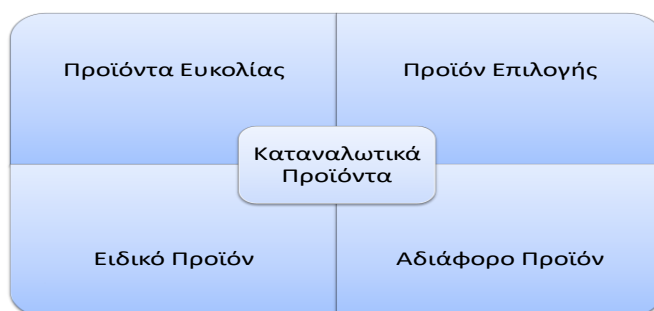 Προϊόντα Ευκολίας
Προϊόν Επιλογής
Καταναλωτικά
Προϊόντα
Ειδικό Προϊόν
Αδιάφορο Προϊόν